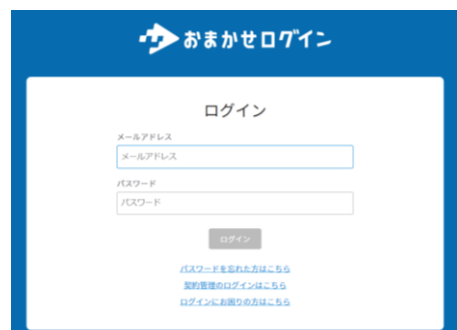 おまかせログイン
ログイン
メールアドレス
メールアドレス
パスワード
パスワード
ログイン
パスワードを忘れた方はこちら
契約管理のログインはこちら
ログインにお困りの方はこちら